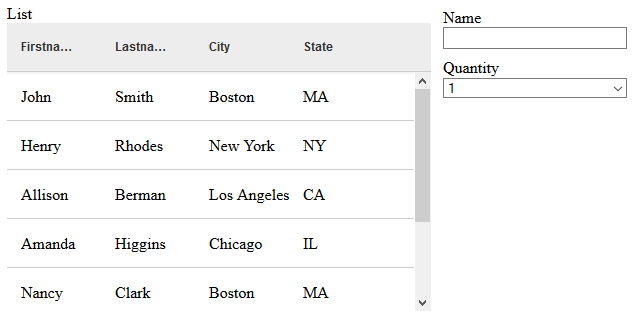 List
Firstna... Lastna... City State
John Smith Boston MA
Henry Rhodes New York NY
Allison Berman Los Angeles CA
Amanda Higgins Chicago IL
Nancy Clark Boston MA
Name
Quantity
1